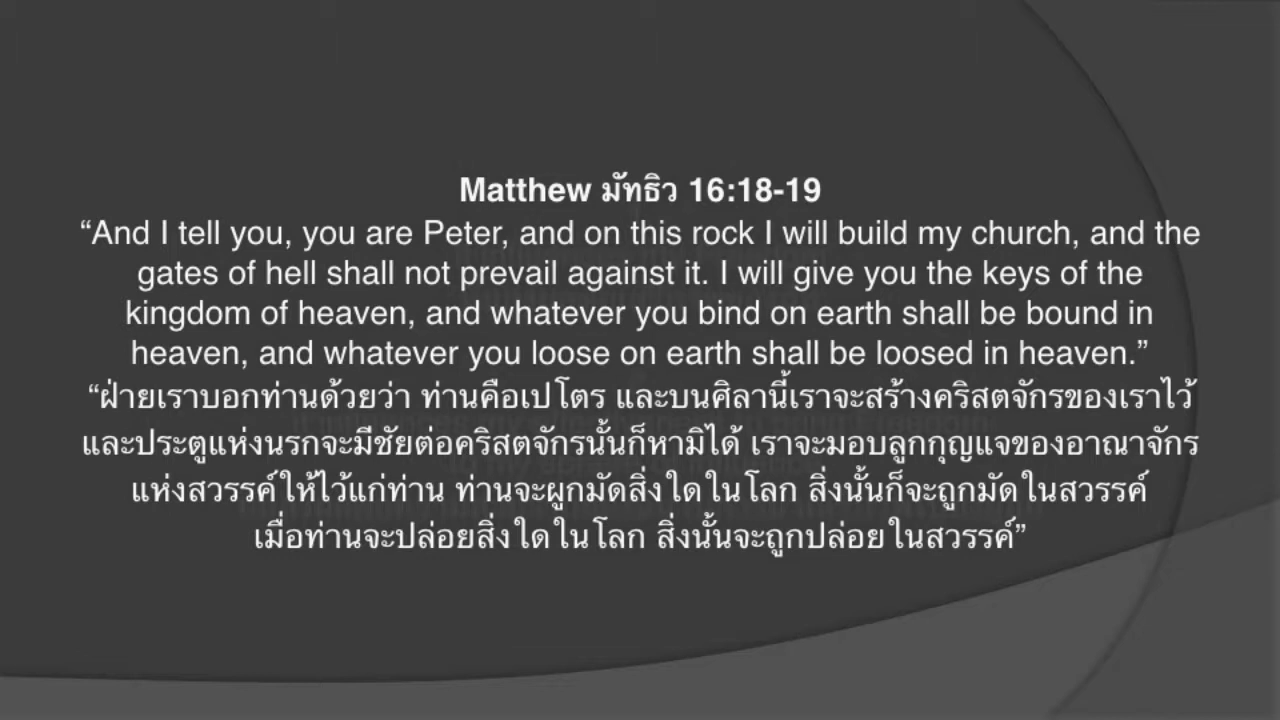 Matthew มัทธิว 16:18-19
“And I tell you, you are Peter, and on this rock I will build my church, and the
gates of hell shall not prevail against it. I will give you the keys of the
kingdom of heaven, and whatever you bind on earth shall be bound in
heaven, and whatever you loose on earth shall be loosed in heaven.”
“ฝ่ายเราบอกท่านด้วยว่า ท่านคือเปโตร และบนศิลานี้เราจะสร้างคริสตจักรของเราไว้
และประตูแห่งนรกจะมีชัยต่อคริสตจักรนั้นก็หามิได้ เราจะมอบลูกกุญแจของอาณาจักร
แห่งสวรรค์ให้ไว้แก่ท่าน ท่านจะผูกมัดสิ่งใดในโลก สิ่งนั้นก็จะถูกมัดในสวรรค์
เมื่อท่านจะปล่อยสิ่งใดในโลก สิ่งนั้นจะถูกปล่อยในสวรรค์”